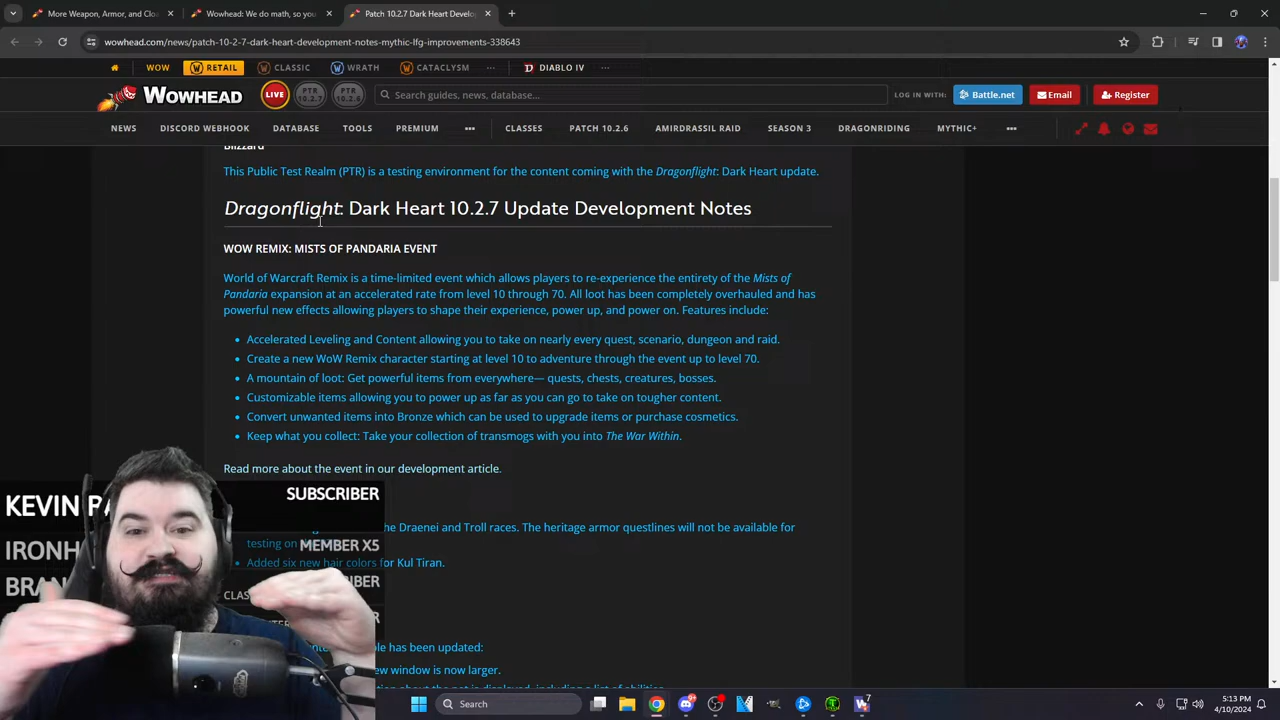 More Weapon, Armor, and Clo
Wowhead: We do math, so you
Patch 10.2.7 Dark Heart Develo
wowhead.com/news/patch-10-2-7-dark-heart-development-notes-mythic-lfg-improvements-338643
WOW
RETAIL
CLASSIC
WRATH
CATACLYSM
DIABLO IV
WOWHEAD
LIVE
PTR 10.2.7
Search guides, news, database...
LOG IN WITH:
Battle.net
Email
Register
NEWS
DISCORD WEBHOOK
DATABASE
TOOLS
PREMIUM
CLASSES
PATCH 10.2.6
AMIRDRASSIL RAID
SEASON 3
DRAGONRIDING
MYTHIC+
Blizzard
This Public Test Realm (PTR) is a testing environment for the content coming with the Dragonflight: Dark Heart update.
Dragonflight: Dark Heart 10.2.7 Update Development Notes
WOW REMIX: MISTS OF PANDARIA EVENT
World of Warcraft Remix is a time-limited event which allows players to re-experience the entirety of the Mists of
Pandaria expansion at an accelerated rate from level 10 through 70. All loot has been completely overhauled and has
powerful new effects allowing players to shape their experience, power up, and power on. Features include:
• Accelerated Leveling and Content allowing you to take on nearly every quest, scenario, dungeon and raid.
• Create a new WoW Remix character starting at level 10 to adventure through the event up to level 70.
• A mountain of loot: Get powerful items from everywhere— quests, chests, creatures, bosses.
• Customizable items allowing you to power up as far as you can go to take on tougher content.
• Convert unwanted items into Bronze which can be used to upgrade items or purchase cosmetics.
• Keep what you collect: Take your collection of transmogs with you into The War Within.
Read more about the event in our development article.
KEVIN
SUBSCRIBER
he Draenei and Troll races. The heritage armor questlines will not be available for
testing on
IRONH
MEMBER X5
• Added six new hair colors for Kul Tiran.
BRAN
CLAS
ble has been updated:
ew window is now larger.
Search
5:13 PM
4/10/2024